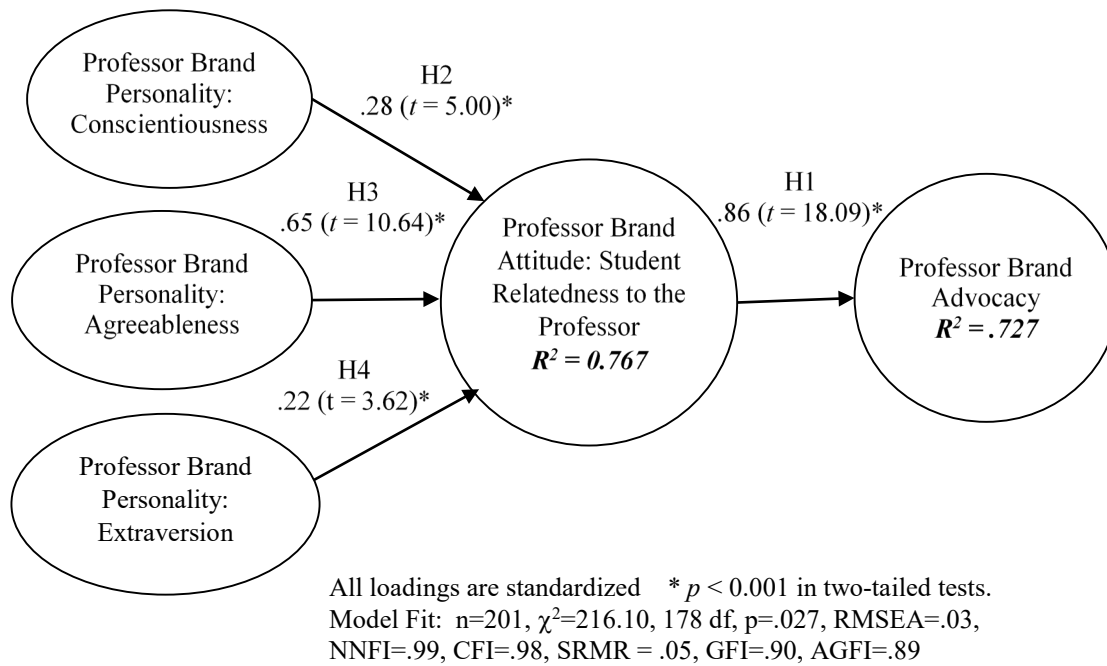 Professor Brand
Personality:
Conscientiousness
H2
.28 (t = 5.00)*
H3
.65 (t = 10.64)*
Professor Brand
Personality:
Agreeableness
H4
.22 (t = 3.62)*
Professor Brand
Personality:
Extraversion
Professor Brand
Attitude: Student
Relatedness to the
Professor
R² = 0.767
H1
.86 (t = 18.09)*
Professor Brand
Advocacy
R² = .727
All loadings are standardized * p < 0.001 in two-tailed tests.
Model Fit: n=201, χ²=216.10, 178 df, p=.027, RMSEA=.03,
NNFI=.99, CFI=.98, SRMR = .05, GFI=.90, AGFI=.89